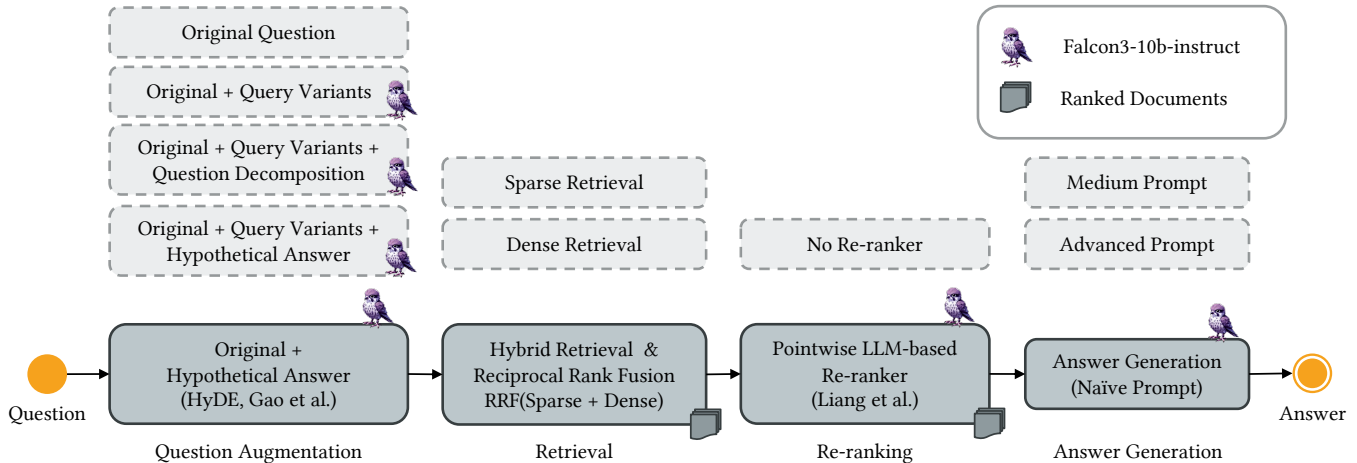 Original Question
Original + Query Variants
Original + Query Variants +
Question Decomposition
Original + Query Variants +
Hypothetical Answer
Sparse Retrieval
Dense Retrieval
No Re-ranker
Medium Prompt
Advanced Prompt
Falcon3-10b-instruct
Ranked Documents
Question
Original +
Hypothetical Answer
(HyDE, Gao et al.)
Question Augmentation
Hybrid Retrieval &
Reciprocal Rank Fusion
RRF(Sparse + Dense)
Retrieval
Pointwise LLM-based
Re-ranker
(Liang et al.)
Re-ranking
Answer Generation
(Naïve Prompt)
Answer Generation
Answer